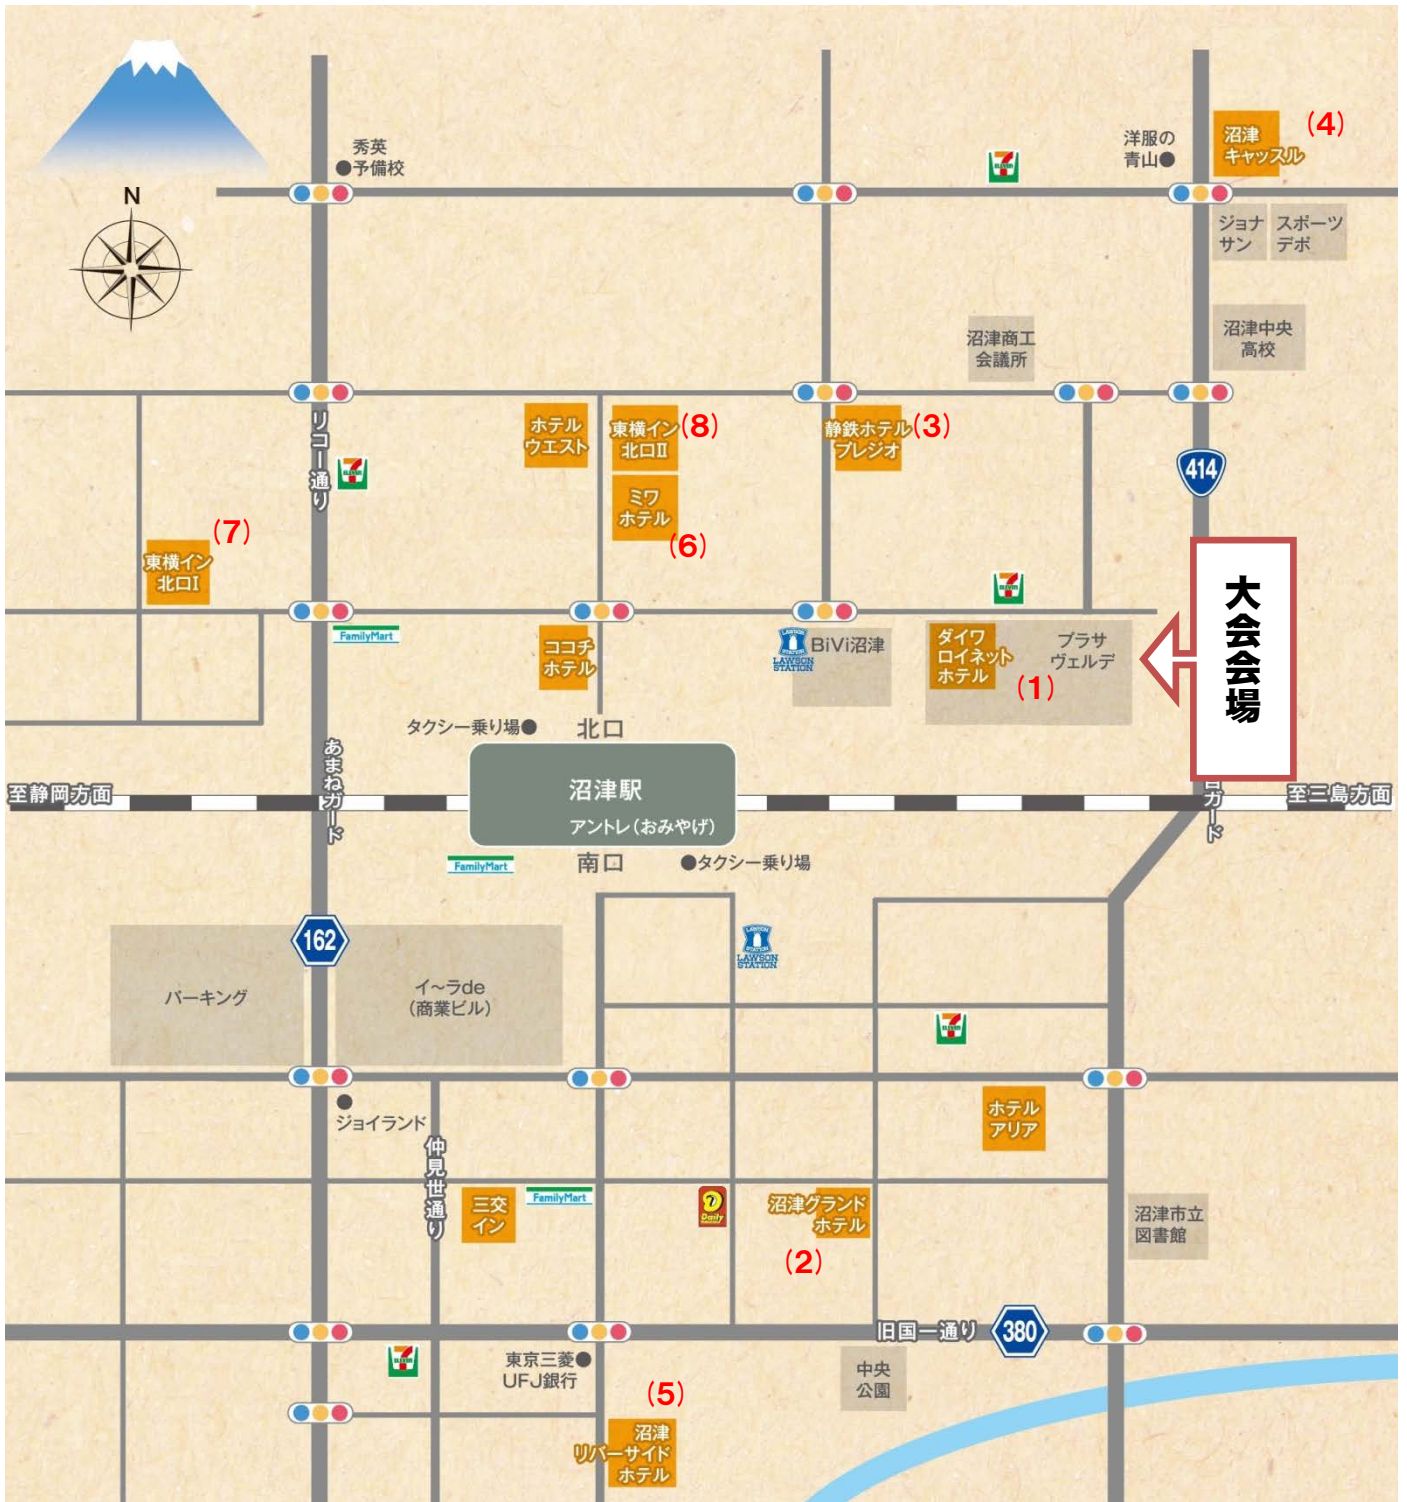 N
秀英
●予備校
洋服の
青山●
沼津
キャッスル
(4)
ジョナ
サン
スポーツ
デポ
沼津商工
会議所
沼津中央
高校
リコー通り
ホテル
ウエスト
東横イン
北口II
(8)
静鉄ホテル
プレジオ
(3)
414
ミワ
ホテル
(6)
(7)
東横イン
北口I
大会会場
FamilyMart
ココチ
ホテル
LAWSON
STATION
BiVi沼津
ダイワ
ロイネット
ホテル
(1)
プラサ
ヴェルデ
タクシー乗り場●
北口
あまねガード
至静岡方面
沼津駅
アントレ(おみやげ)
至三島方面
ガード
FamilyMart
南口
●タクシー乗り場
LAWSON
STATION
162
パーキング
イ～ラde
(商業ビル)
ジョイランド
仲見世通り
ホテル
アリア
三交
イン
FamilyMart
Daily
沼津グランド
ホテル
(2)
沼津市立
図書館
旧国一通り
380
東京三菱●
UFJ銀行
中央
公園
(5)
沼津
リバーサイド
ホテル